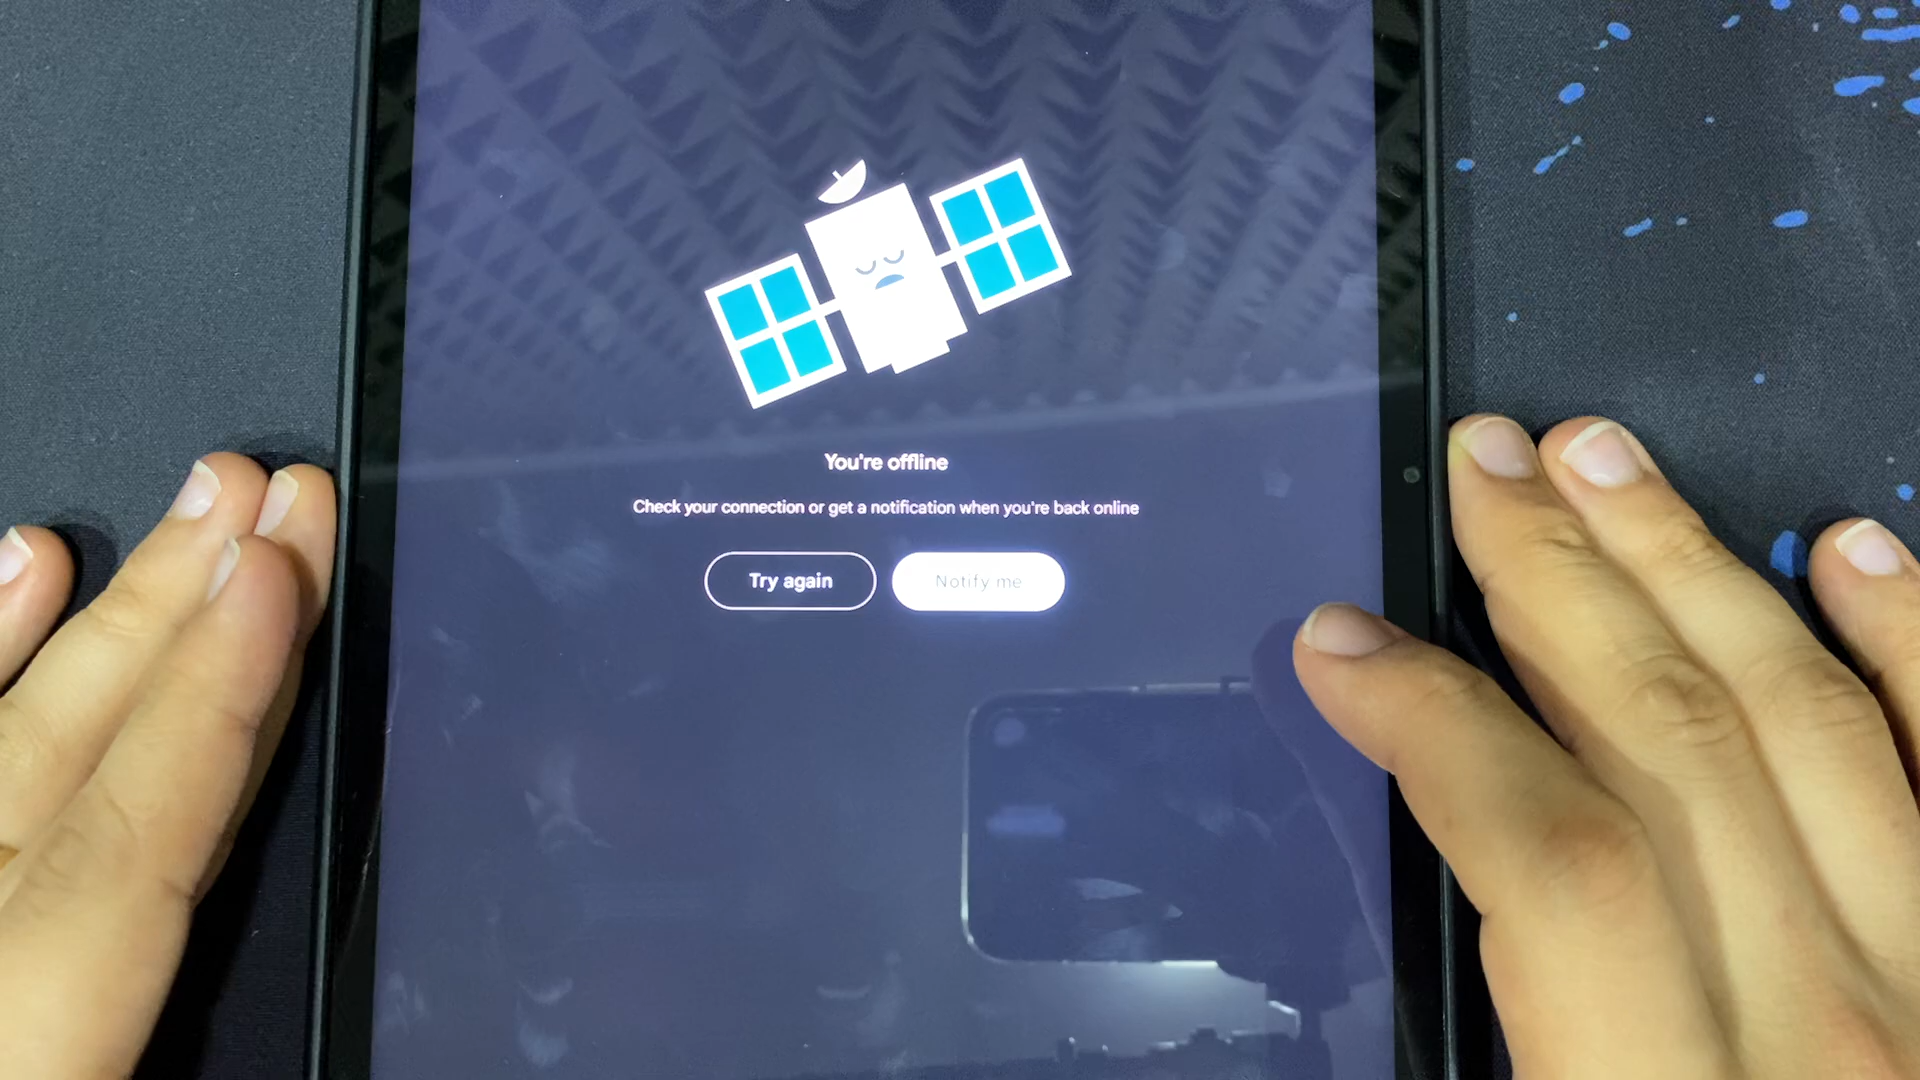 You're offline
Check your connection or get a notification when you're back online
Try again
Notify me